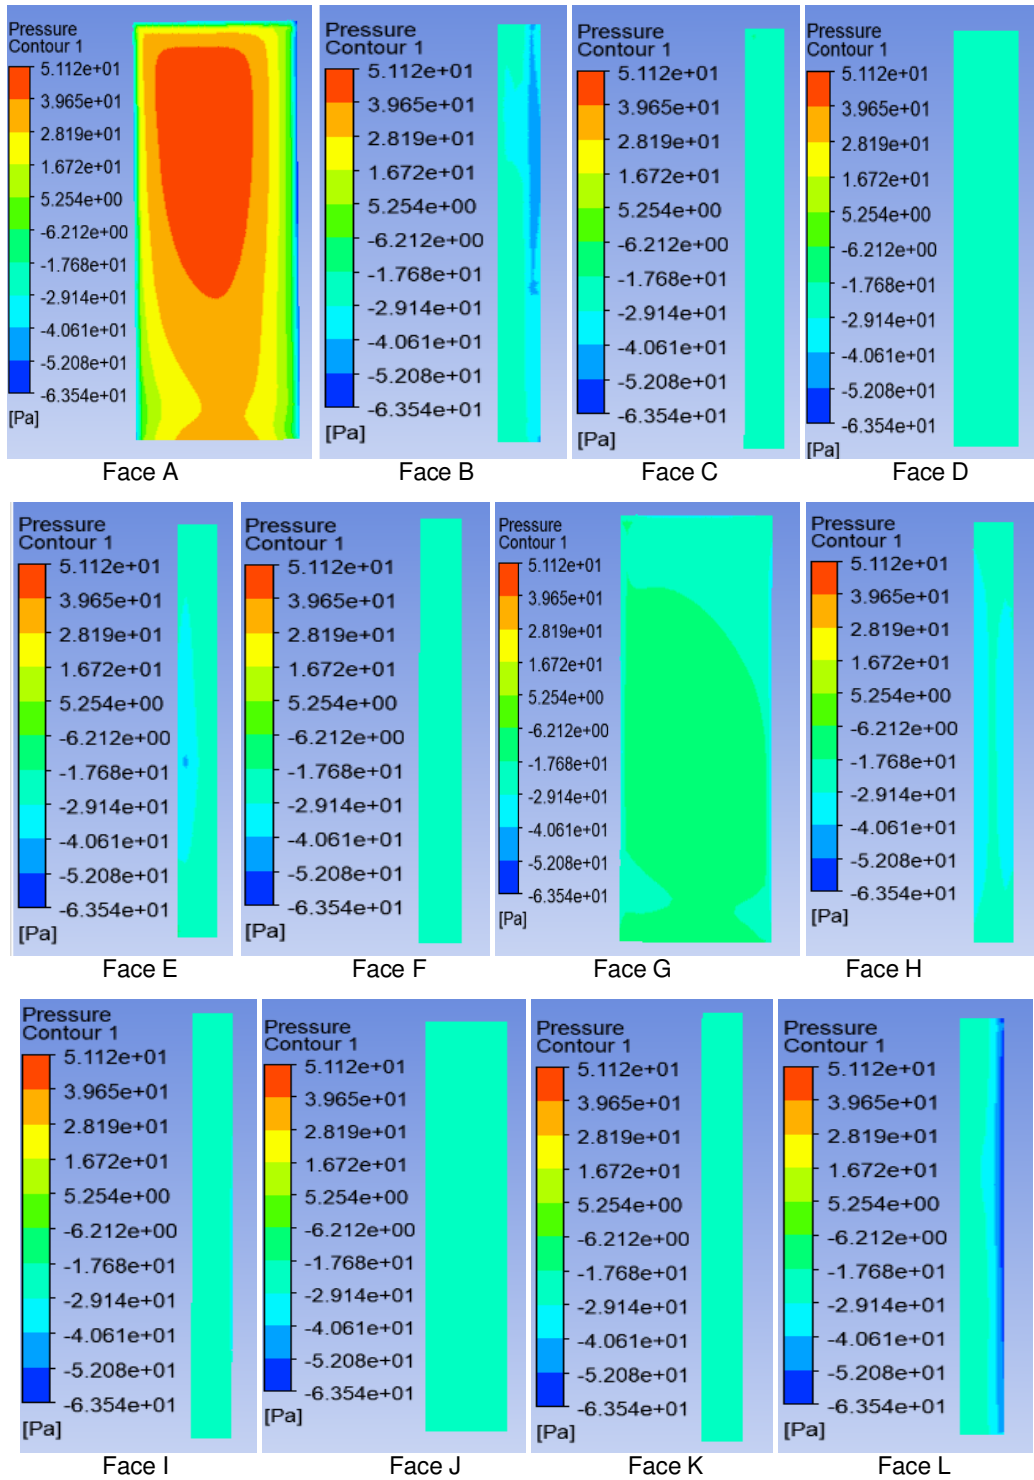 Pressure
Contour 1
5.112e+01
3.965e+01
2.819e+01
1.672e+01
5.254e+00
-6.212e+00
-1.768e+01
-2.914e+01
-4.061e+01
-5.208e+01
-6.354e+01
[Pa]
Face A
Pressure
Contour 1
5.112e+01
3.965e+01
2.819e+01
1.672e+01
5.254e+00
-6.212e+00
-1.768e+01
-2.914e+01
-4.061e+01
-5.208e+01
-6.354e+01
[Pa]
Face B
Pressure
Contour 1
5.112e+01
3.965e+01
2.819e+01
1.672e+01
5.254e+00
-6.212e+00
-1.768e+01
-2.914e+01
-4.061e+01
-5.208e+01
-6.354e+01
[Pa]
Face C
Pressure
Contour 1
5.112e+01
3.965e+01
2.819e+01
1.672e+01
5.254e+00
-6.212e+00
-1.768e+01
-2.914e+01
-4.061e+01
-5.208e+01
-6.354e+01
[Pa]
Face D
Pressure
Contour 1
5.112e+01
3.965e+01
2.819e+01
1.672e+01
5.254e+00
-6.212e+00
-1.768e+01
-2.914e+01
-4.061e+01
-5.208e+01
-6.354e+01
[Pa]
Face E
Pressure
Contour 1
5.112e+01
3.965e+01
2.819e+01
1.672e+01
5.254e+00
-6.212e+00
-1.768e+01
-2.914e+01
-4.061e+01
-5.208e+01
-6.354e+01
[Pa]
Face F
Pressure
Contour 1
5.112e+01
3.965e+01
2.819e+01
1.672e+01
5.254e+00
-6.212e+00
-1.768e+01
-2.914e+01
-4.061e+01
-5.208e+01
-6.354e+01
[Pa]
Face G
Pressure
Contour 1
5.112e+01
3.965e+01
2.819e+01
1.672e+01
5.254e+00
-6.212e+00
-1.768e+01
-2.914e+01
-4.061e+01
-5.208e+01
-6.354e+01
[Pa]
Face H
Pressure
Contour 1
5.112e+01
3.965e+01
2.819e+01
1.672e+01
5.254e+00
-6.212e+00
-1.768e+01
-2.914e+01
-4.061e+01
-5.208e+01
-6.354e+01
[Pa]
Face I
Pressure
Contour 1
5.112e+01
3.965e+01
2.819e+01
1.672e+01
5.254e+00
-6.212e+00
-1.768e+01
-2.914e+01
-4.061e+01
-5.208e+01
-6.354e+01
[Pa]
Face J
Pressure
Contour 1
5.112e+01
3.965e+01
2.819e+01
1.672e+01
5.254e+00
-6.212e+00
-1.768e+01
-2.914e+01
-4.061e+01
-5.208e+01
-6.354e+01
[Pa]
Face K
Pressure
Contour 1
5.112e+01
3.965e+01
2.819e+01
1.672e+01
5.254e+00
-6.212e+00
-1.768e+01
-2.914e+01
-4.061e+01
-5.208e+01
-6.354e+01
[Pa]
Face L